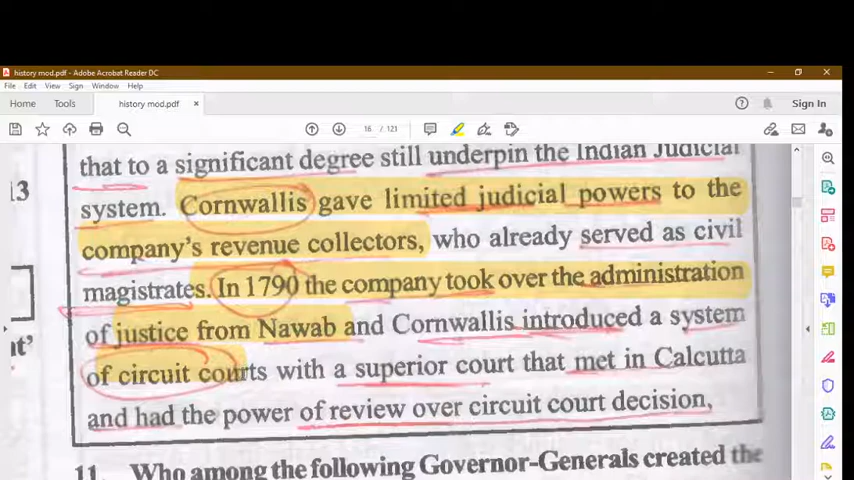 history mod.pdf - Adobe Acrobat Reader DC
File Edit View Sign Window Help
Home Tools history mod.pdf × Sign In
16 / 121
that to a significant degree still underpin the Indian Judicial
13 system. Cornwallis gave limited judicial powers to the
company's revenue collectors, who already served as civil
magistrates. In 1790 the company took over the administration
of justice from Nawab and Cornwallis introduced a system
nt' of circuit courts with a superior court that met in Calcutta
and had the power of review over circuit court decision,
11. Who among the following Governor-Generals created the